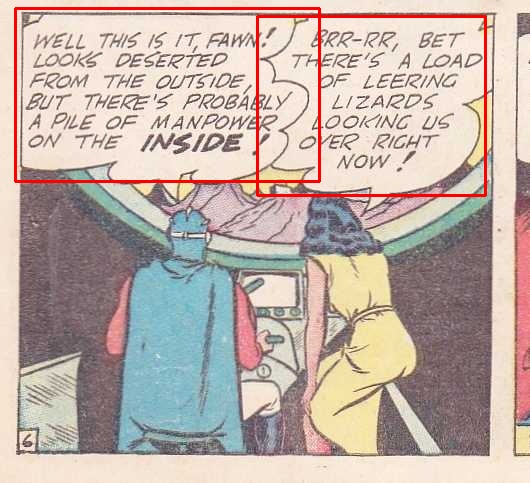 WELL THIS IS IT, FAWN!
LOOKS DESERTED
FROM THE OUTSIDE,
BUT THERE'S PROBABLY
A PILE OF MANPOWER
ON THE INSIDE!
BRR-RR, BET
THERE'S A LOAD
OF LEERING
LIZARDS
LOOKING US
OVER RIGHT
NOW!
6